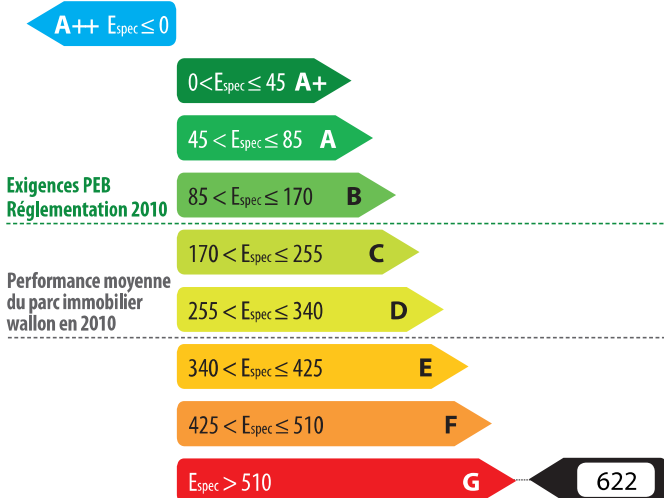 A++ Espec ≤ 0
0 < Espec ≤ 45 A+
45 < Espec ≤ 85 A
Exigences PEB
Réglementation 2010
85 < Espec ≤ 170 B
170 < Espec ≤ 255 C
Performance moyenne
du parc immobilier
wallon en 2010
255 < Espec ≤ 340 D
340 < Espec ≤ 425 E
425 < Espec ≤ 510 F
Espec > 510 G
622